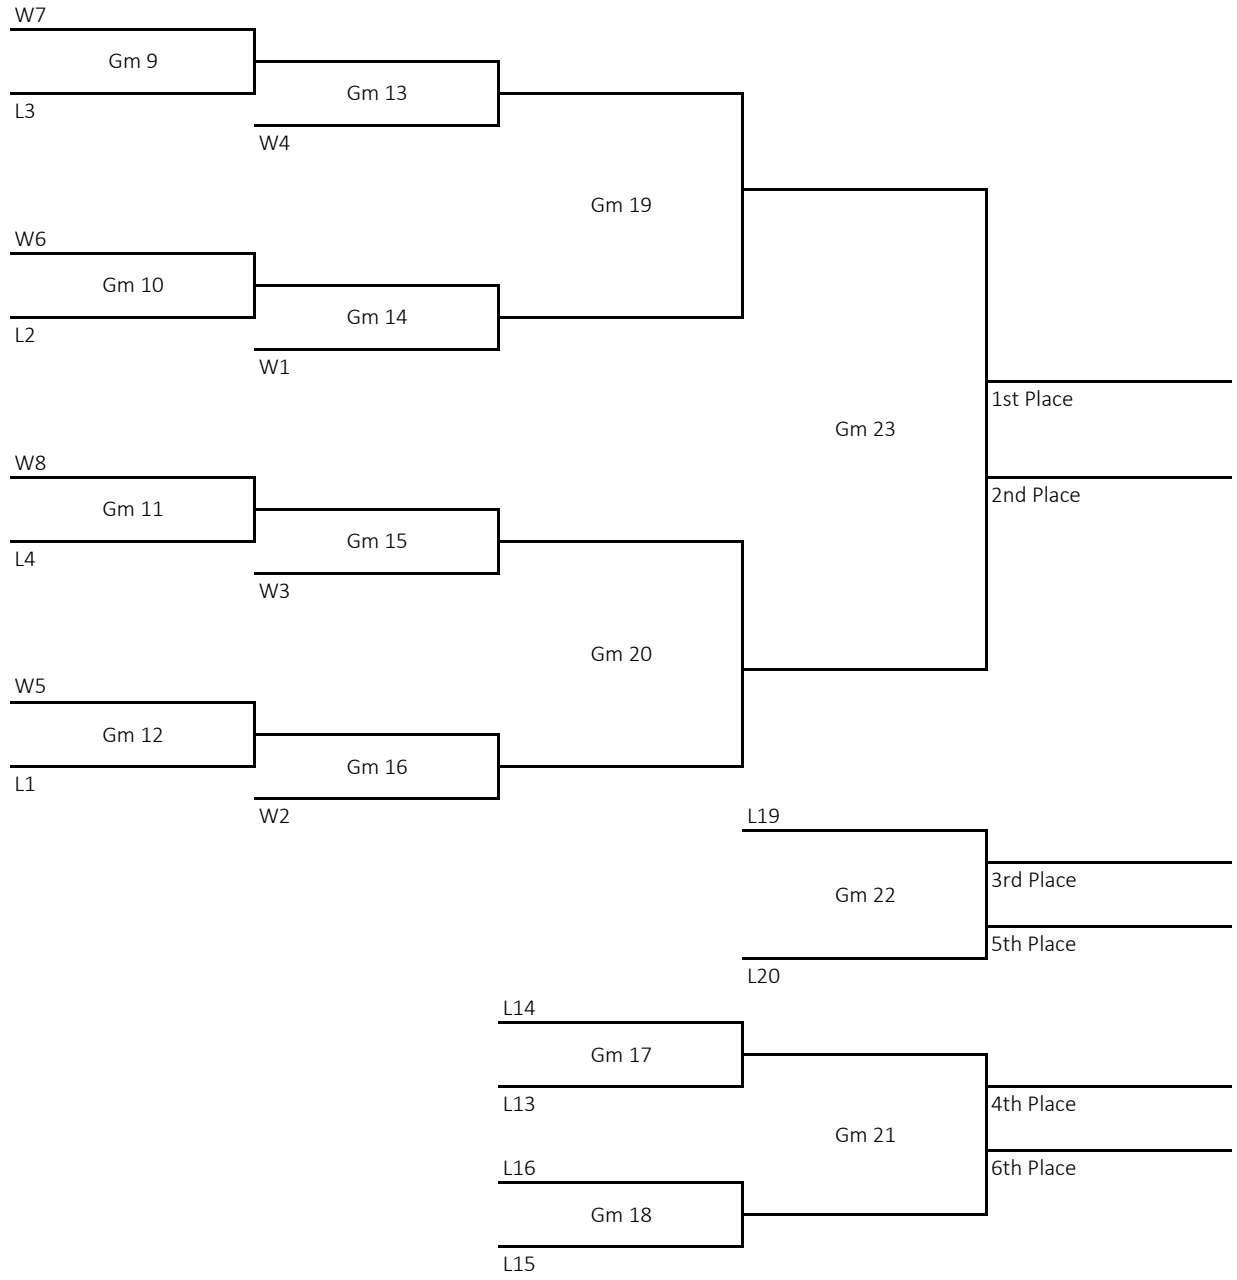 W7
Gm 9
L3
Gm 13
W4
Gm 19
W6
Gm 10
L2
Gm 14
W1
1st Place
Gm 23
2nd Place
W8
Gm 11
L4
Gm 15
W3
Gm 20
W5
Gm 12
L1
Gm 16
W2
L19
Gm 22
3rd Place
5th Place
L20
L14
Gm 17
L13
Gm 21
4th Place
6th Place
L16
Gm 18
L15